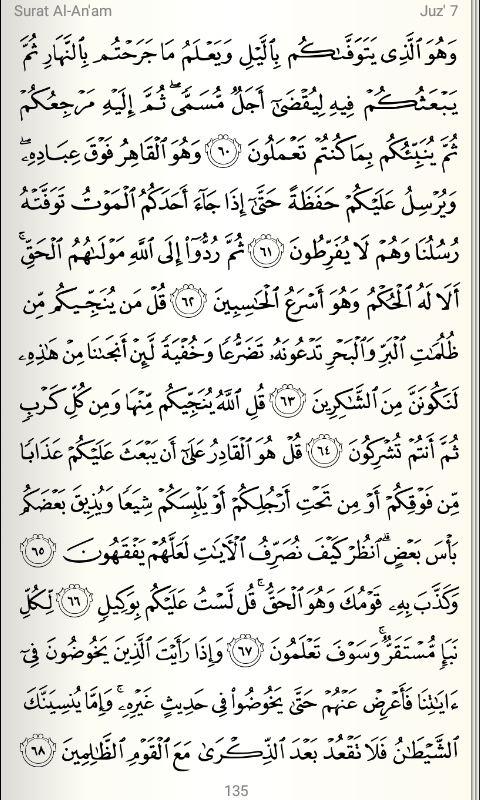 Surat Al-An'am Juz' 7
وَهُوَ ٱلَّذِى يَتَوَفَّىٰكُم بِٱلَّيْلِ وَيَعْلَمُ مَا جَرَحْتُم بِٱلنَّهَارِ ثُمَّ
يَبْعَثُكُمْ فِيهِ لِيُقْضَىٰٓ أَجَلٌ مُّسَمًّى ۖ ثُمَّ إِلَيْهِ مَرْجِعُكُمْ
ثُمَّ يُنَبِّئُكُم بِمَا كُنتُمْ تَعْمَلُونَ ٦٠ وَهُوَ ٱلْقَاهِرُ فَوْقَ عِبَادِهِۦ ۖ
وَيُرْسِلُ عَلَيْكُمْ حَفَظَةً حَتَّىٰٓ إِذَا جَآءَ أَحَدَكُمُ ٱلْمَوْتُ تَوَفَّتْهُ
رُسُلُنَا وَهُمْ لَا يُفَرِّطُونَ ٦١ ثُمَّ رُدُّوٓا۟ إِلَى ٱللَّهِ مَوْلَىٰهُمُ ٱلْحَقِّ ۚ
أَلَا لَهُ ٱلْحُكْمُ وَهُوَ أَسْرَعُ ٱلْحَـٰسِبِينَ ٦٢ قُلْ مَن يُنَجِّيكُم مِّن
ظُلُمَـٰتِ ٱلْبَرِّ وَٱلْبَحْرِ تَدْعُونَهُۥ تَضَرُّعًا وَخُفْيَةً لَّئِنْ أَنجَىٰنَا مِنْ هَـٰذِهِۦ
لَنَكُونَنَّ مِنَ ٱلشَّـٰكِرِينَ ٦٣ قُلِ ٱللَّهُ يُنَجِّيكُم مِّنْهَا وَمِن كُلِّ كَرْبٍ
ثُمَّ أَنتُمْ تُشْرِكُونَ ٦٤ قُلْ هُوَ ٱلْقَادِرُ عَلَىٰٓ أَن يَبْعَثَ عَلَيْكُمْ عَذَابًا
مِّن فَوْقِكُمْ أَوْ مِن تَحْتِ أَرْجُلِكُمْ أَوْ يَلْبِسَكُمْ شِيَعًا وَيُذِيقَ بَعْضَكُم
بَأْسَ بَعْضٍ ۗ ٱنظُرْ كَيْفَ نُصَرِّفُ ٱلْـَٔايَـٰتِ لَعَلَّهُمْ يَفْقَهُونَ ٦٥
وَكَذَّبَ بِهِۦ قَوْمُكَ وَهُوَ ٱلْحَقُّ ۚ قُل لَّسْتُ عَلَيْكُم بِوَكِيلٍ ٦٦ لِّكُلِّ
نَبَإٍ مُّسْتَقَرٌّ ۚ وَسَوْفَ تَعْلَمُونَ ٦٧ وَإِذَا رَأَيْتَ ٱلَّذِينَ يَخُوضُونَ فِىٓ
ءَايَـٰتِنَا فَأَعْرِضْ عَنْهُمْ حَتَّىٰ يَخُوضُوا۟ فِى حَدِيثٍ غَيْرِهِۦ ۚ وَإِمَّا يُنسِيَنَّكَ
ٱلشَّيْطَـٰنُ فَلَا تَقْعُدْ بَعْدَ ٱلذِّكْرَىٰ مَعَ ٱلْقَوْمِ ٱلظَّـٰلِمِينَ ٦٨
135